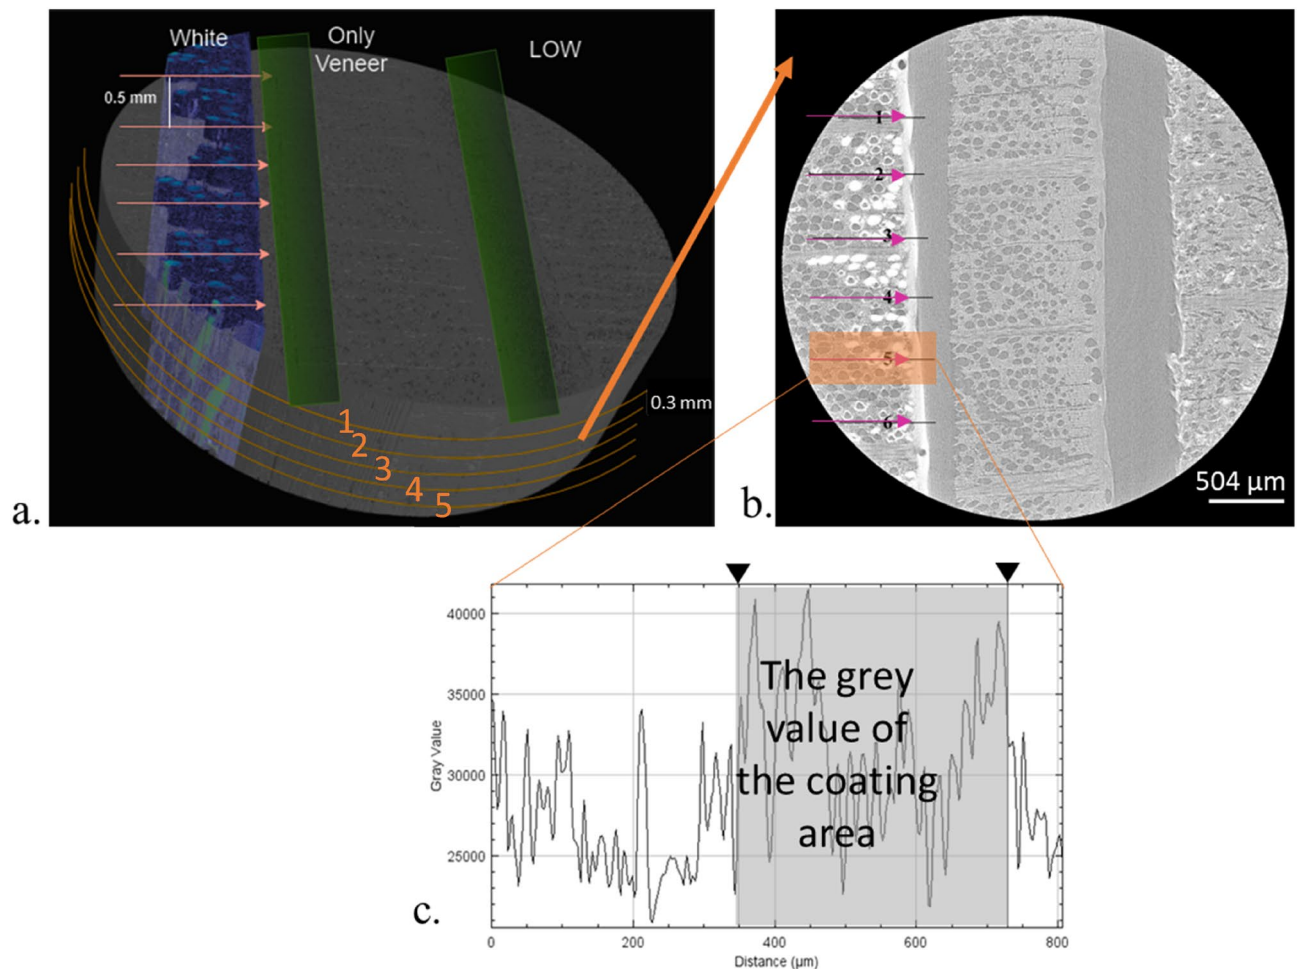 White
Only
Veneer
LOW
0.5 mm
0.3 mm
1
2
3
4
5
a.
1
2
3
4
5
6
504 µm
b.
40000
35000
30000
25000
Gray Value
The grey
value of
the coating
area
0
200
400
600
800
Distance (µm)
c.